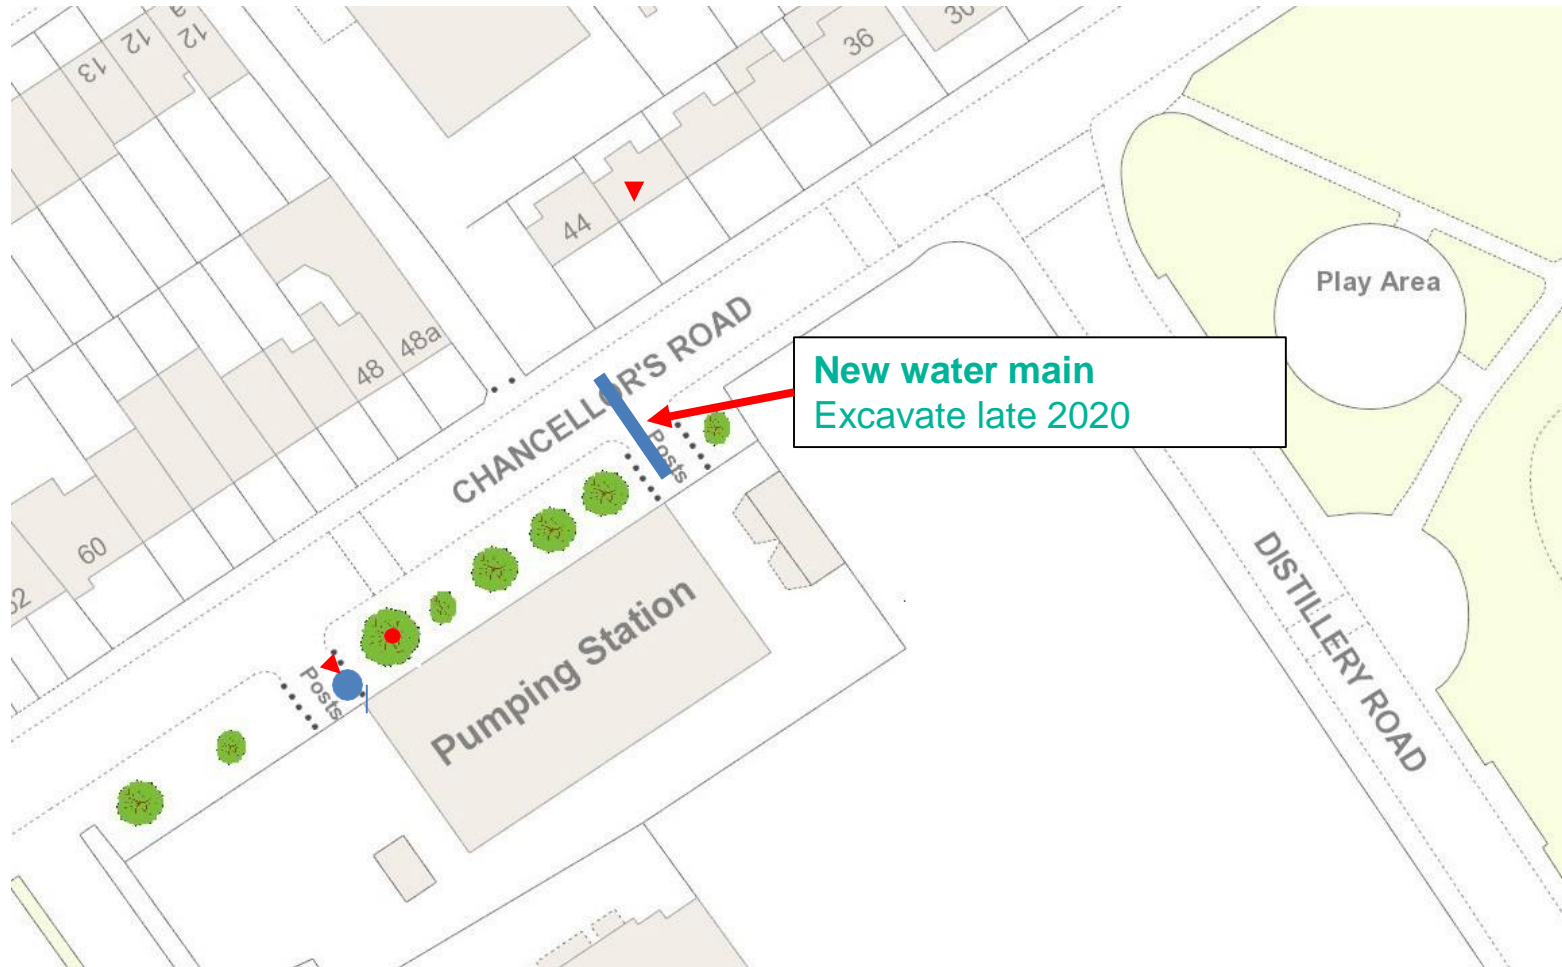 12
12
13
36
30
44
Play Area
CHANCELLOR'S ROAD
New water main
Excavate late 2020
48a
48
Posts
60
DISTILLERY ROAD
Pumping Station
Posts